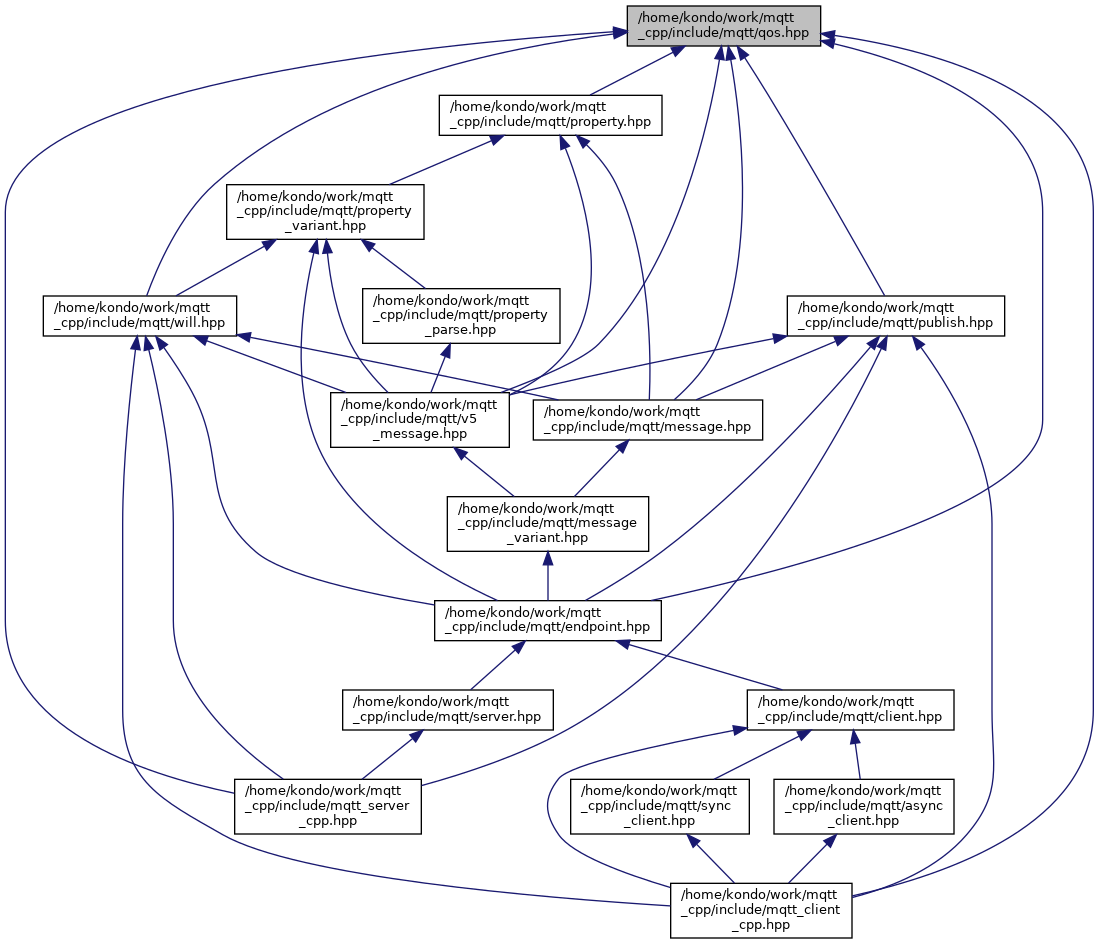 /home/kondo/work/mqtt
_cpp/include/mqtt/qos.hpp
/home/kondo/work/mqtt
_cpp/include/mqtt/property.hpp
/home/kondo/work/mqtt
_cpp/include/mqtt/property
_variant.hpp
/home/kondo/work/mqtt
_cpp/include/mqtt/will.hpp
/home/kondo/work/mqtt
_cpp/include/mqtt/property
_parse.hpp
/home/kondo/work/mqtt
_cpp/include/mqtt/publish.hpp
/home/kondo/work/mqtt
_cpp/include/mqtt/v5
_message.hpp
/home/kondo/work/mqtt
_cpp/include/mqtt/message.hpp
/home/kondo/work/mqtt
_cpp/include/mqtt/message
_variant.hpp
/home/kondo/work/mqtt
_cpp/include/mqtt/endpoint.hpp
/home/kondo/work/mqtt
_cpp/include/mqtt/server.hpp
/home/kondo/work/mqtt
_cpp/include/mqtt/client.hpp
/home/kondo/work/mqtt
_cpp/include/mqtt_server
_cpp.hpp
/home/kondo/work/mqtt
_cpp/include/mqtt/sync
_client.hpp
/home/kondo/work/mqtt
_cpp/include/mqtt/async
_client.hpp
/home/kondo/work/mqtt
_cpp/include/mqtt_client
_cpp.hpp